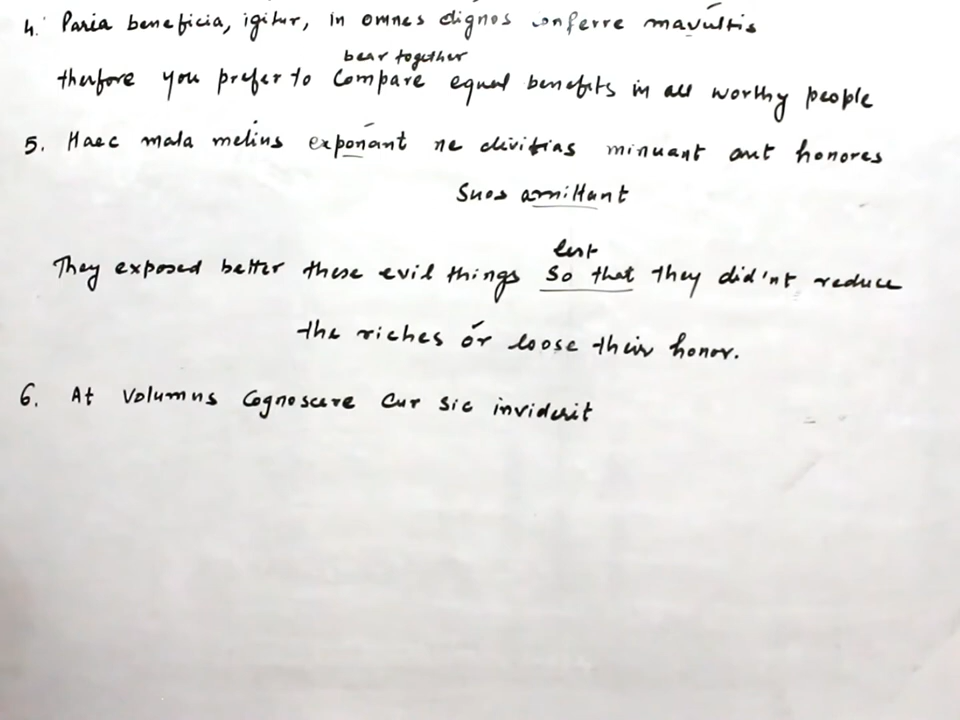 4. Paria beneficia, igitur, in omnes dignos conferre mavultis
bear together
therfore you prefer to Compare equal benefits in all worthy people
5. Haec mala melius exponant ne divitias minuant aut honores
Suos amittant
lest
They exposed better these evil things So that they did'nt reduce
the riches or loose their honor.
6. At Volumus Cognoscere Cur sic inviderit